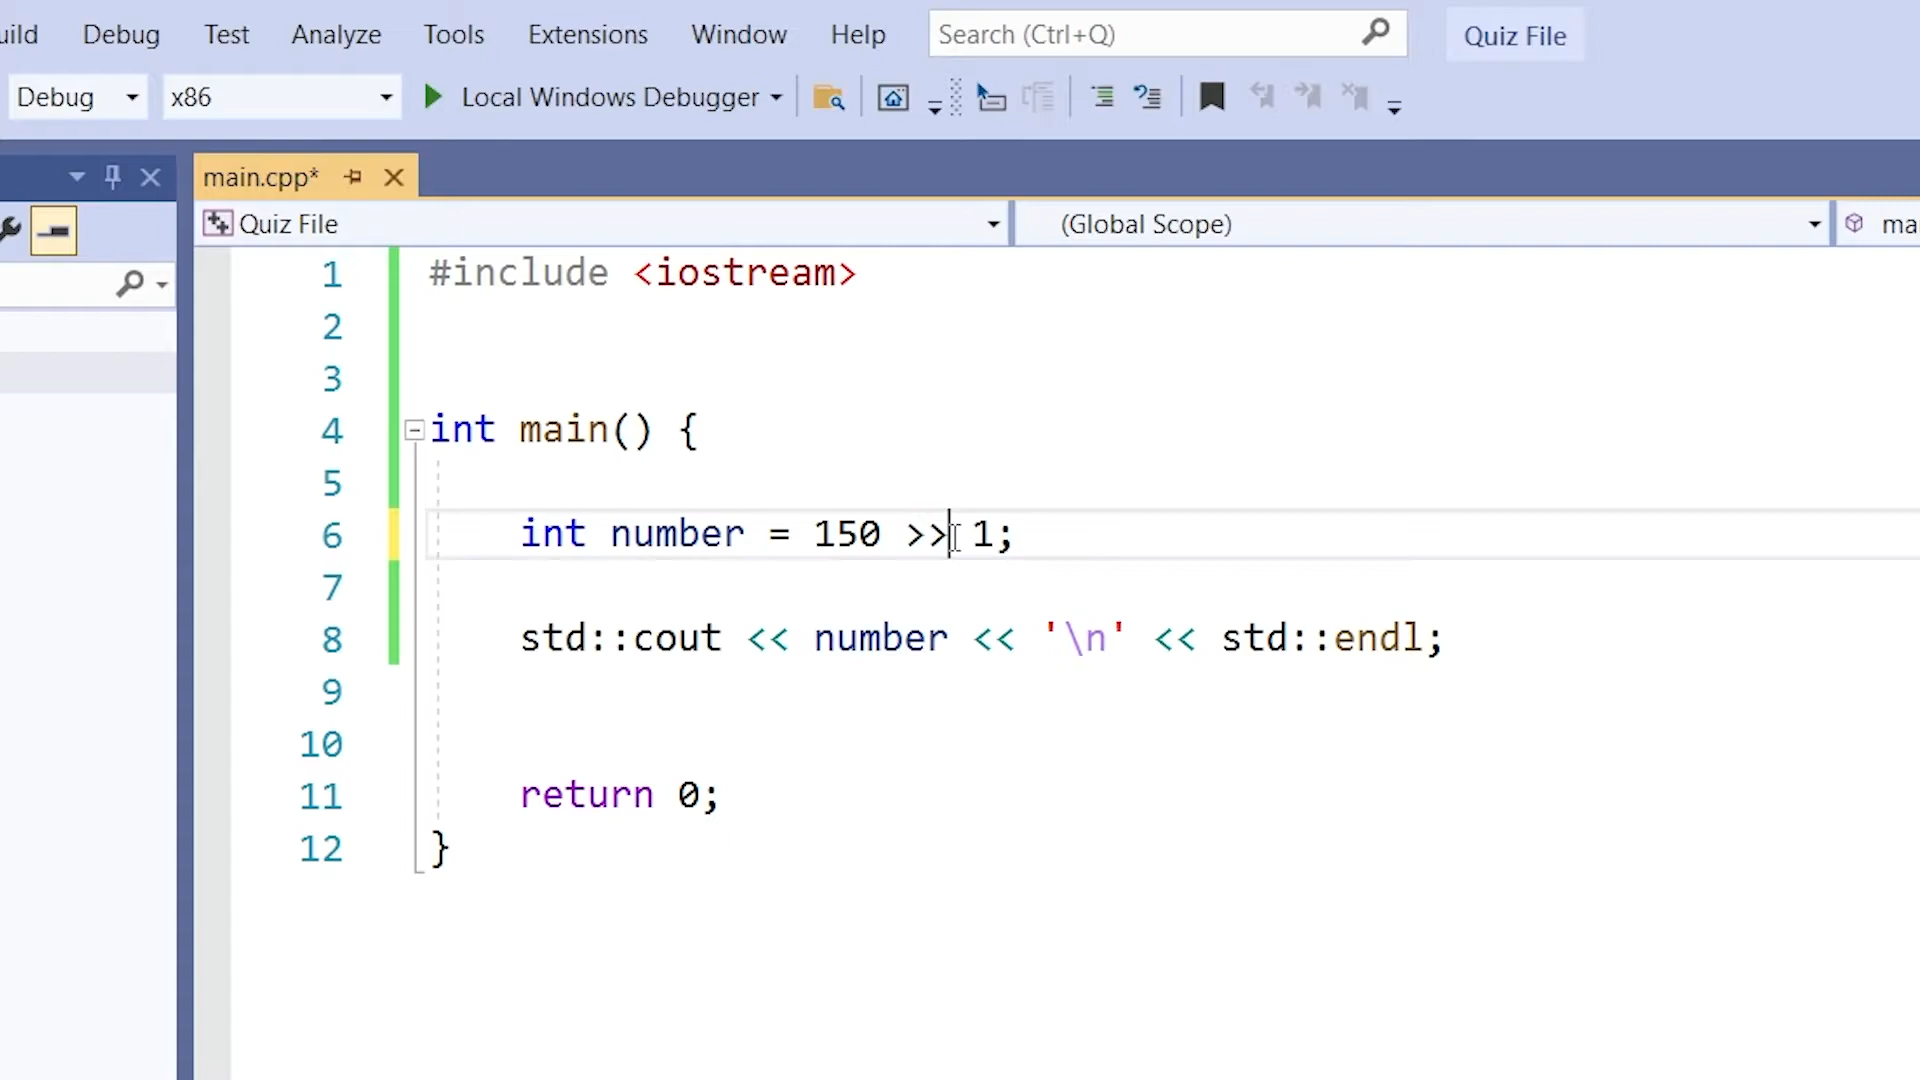 uild Debug Test Analyze Tools Extensions Window Help Search (Ctrl+Q) Quiz File
Debug x86 Local Windows Debugger
main.cpp*
Quiz File (Global Scope) mai
1 #include <iostream>
2
3
4 int main() {
5
6 int number = 150 >> 1;
7
8 std::cout << number << '\n' << std::endl;
9
10
11 return 0;
12 }